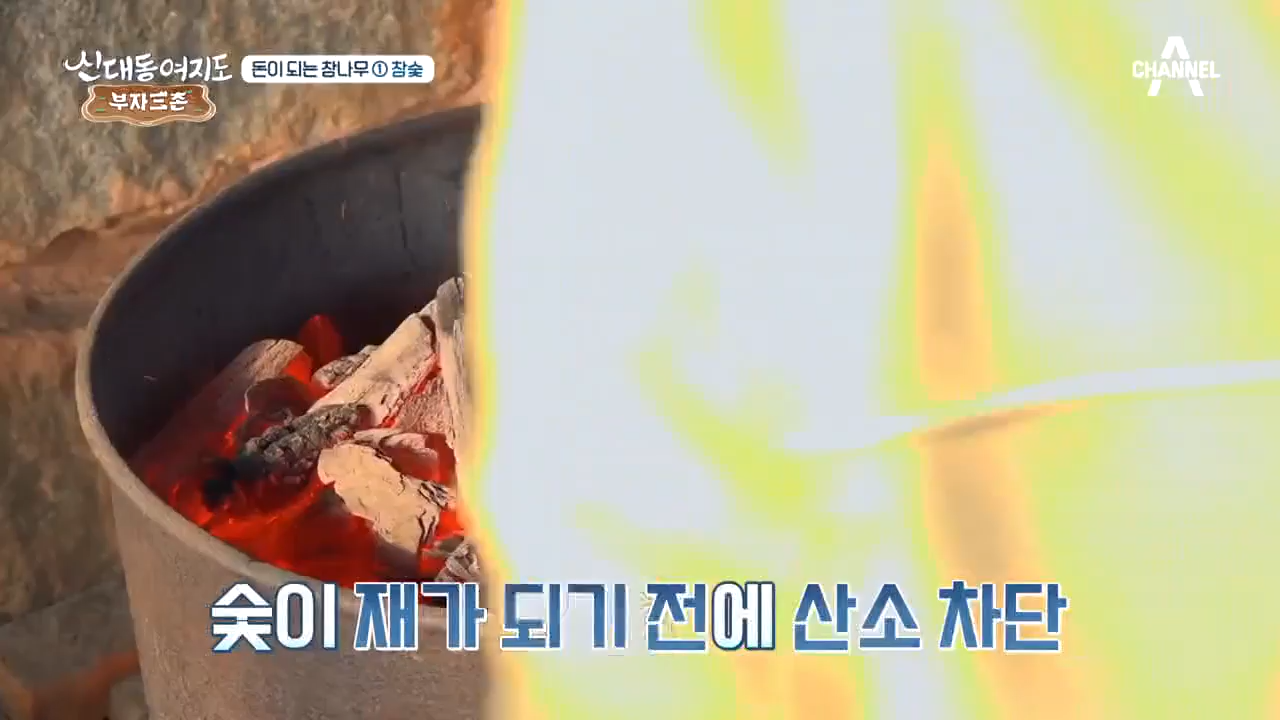 신대동여지도
돈이 되는 참나무 ① 참숯
부자농촌
A
CHANNEL
숯이 재가 되기 전에 산소 차단